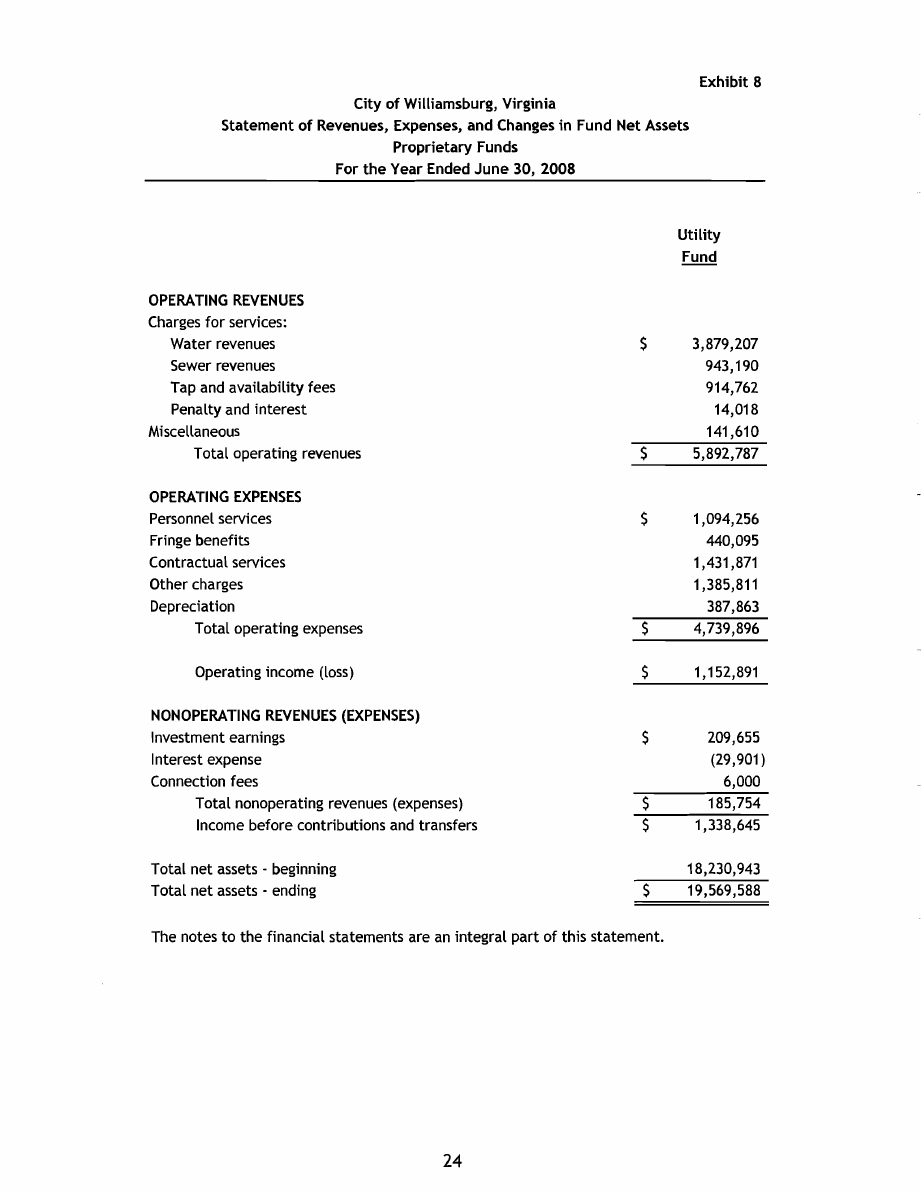 Exhibit 8
City of Williamsburg, Virginia
Statement of Revenues, Expenses, and Changes in Fund Net Assets
Proprietary Funds
For the Year Ended June 30, 2008
Utility
Fund
OPERATING REVENUES
Charges for services:
Water revenues $ 3,879,207
Sewer revenues 943,190
Tap and availability fees 914,762
Penalty and interest 14,018
Miscellaneous 141,610
Total operating revenues $ 5,892,787
OPERATING EXPENSES
Personnel services $ 1,094,256
Fringe benefits 440,095
Contractual services 1,431,871
Other charges 1,385,811
Depreciation 387,863
Total operating expenses $ 4,739,896
Operating income (loss) $ 1,152,891
NONOPERATING REVENUES (EXPENSES)
Investment earnings $ 209,655
Interest expense (29,901)
Connection fees 6,000
Total nonoperating revenues (expenses) $ 185,754
Income before contributions and transfers $ 1,338,645
Total net assets - beginning 18,230,943
Total net assets - ending $ 19,569,588
The notes to the financial statements are an integral part of this statement.
24